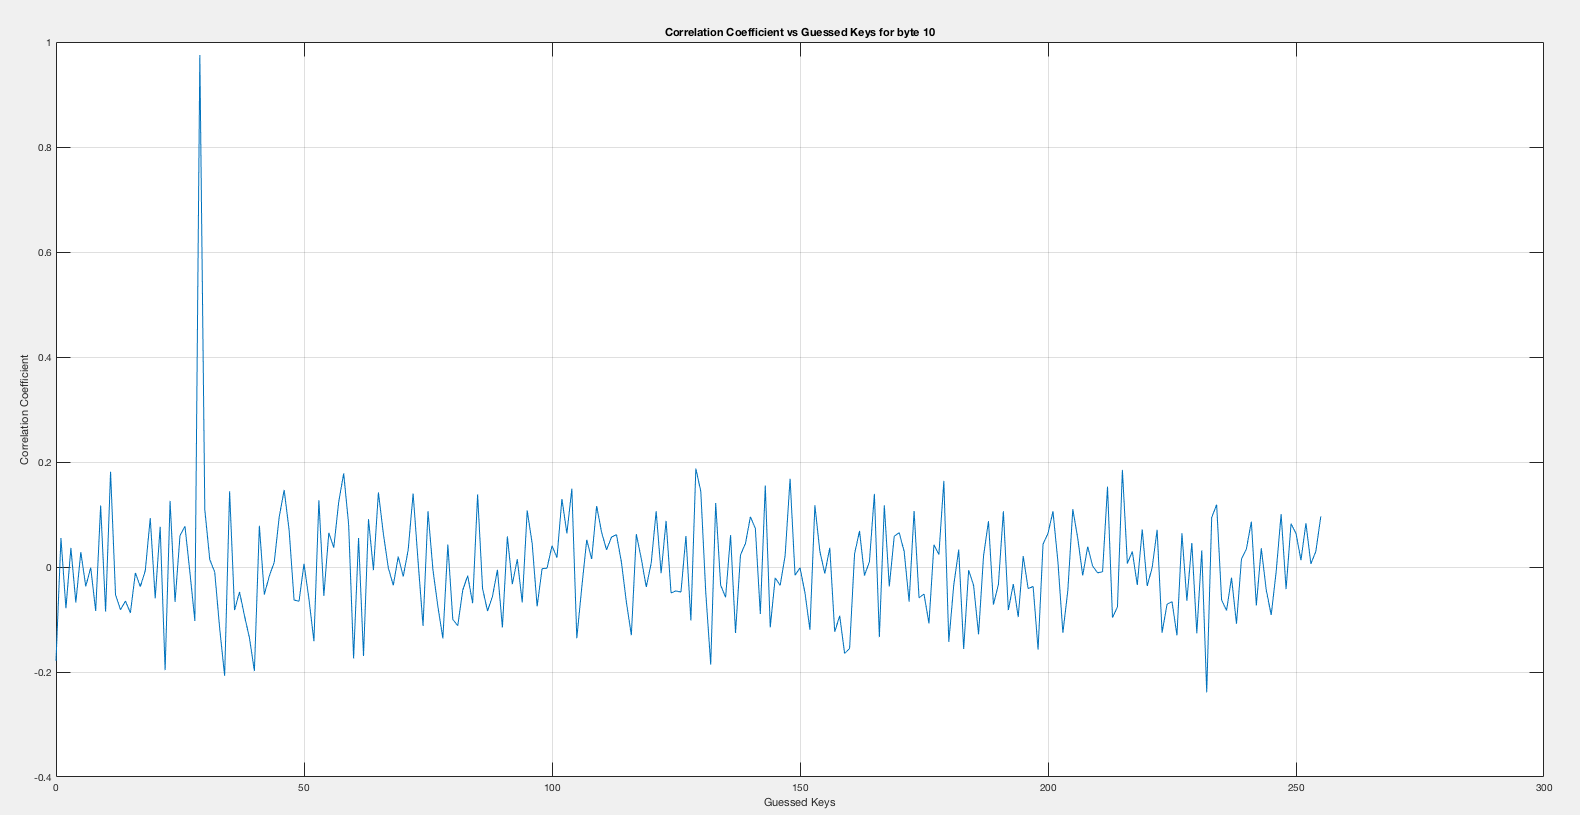 Correlation Coefficient vs Guessed Keys for byte 10
1
0.8
0.6
0.4
0.2
0
-0.2
-0.4
Correlation Coefficient
0 50 100 150 200 250 300
Guessed Keys